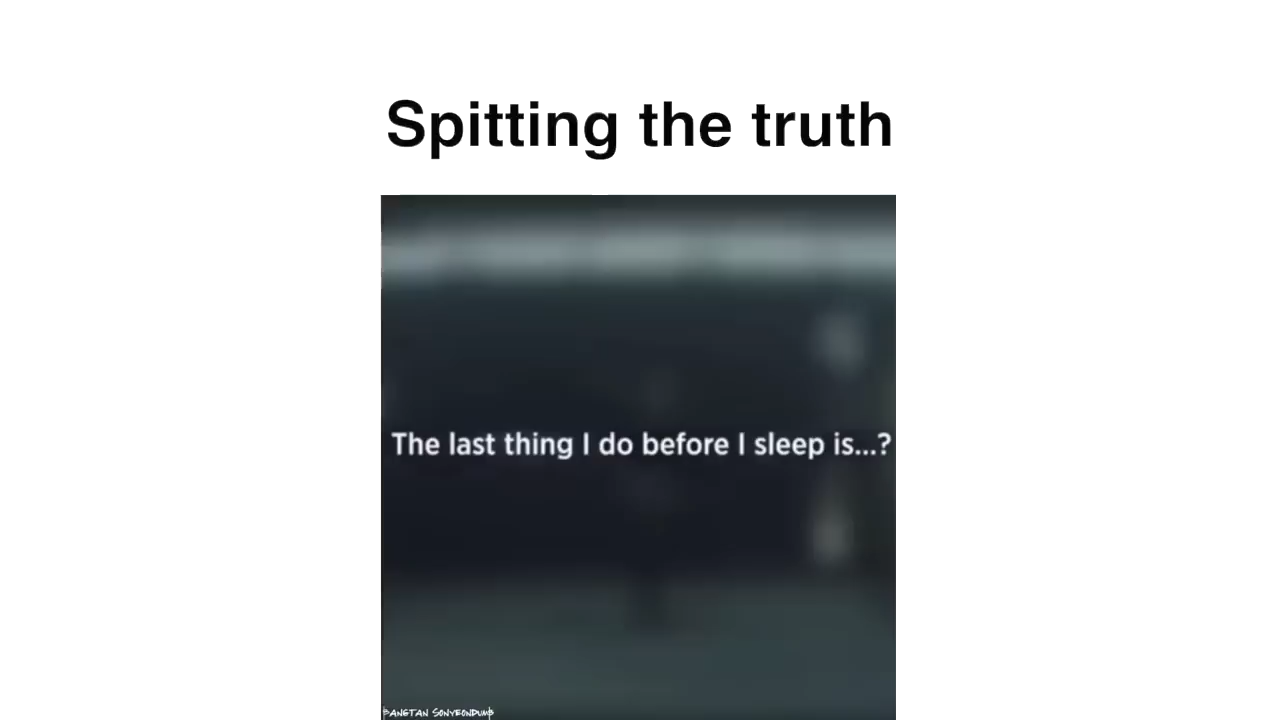 Spitting the truth
The last thing I do before I sleep is...?
BANGTAN SONYEONDUMB